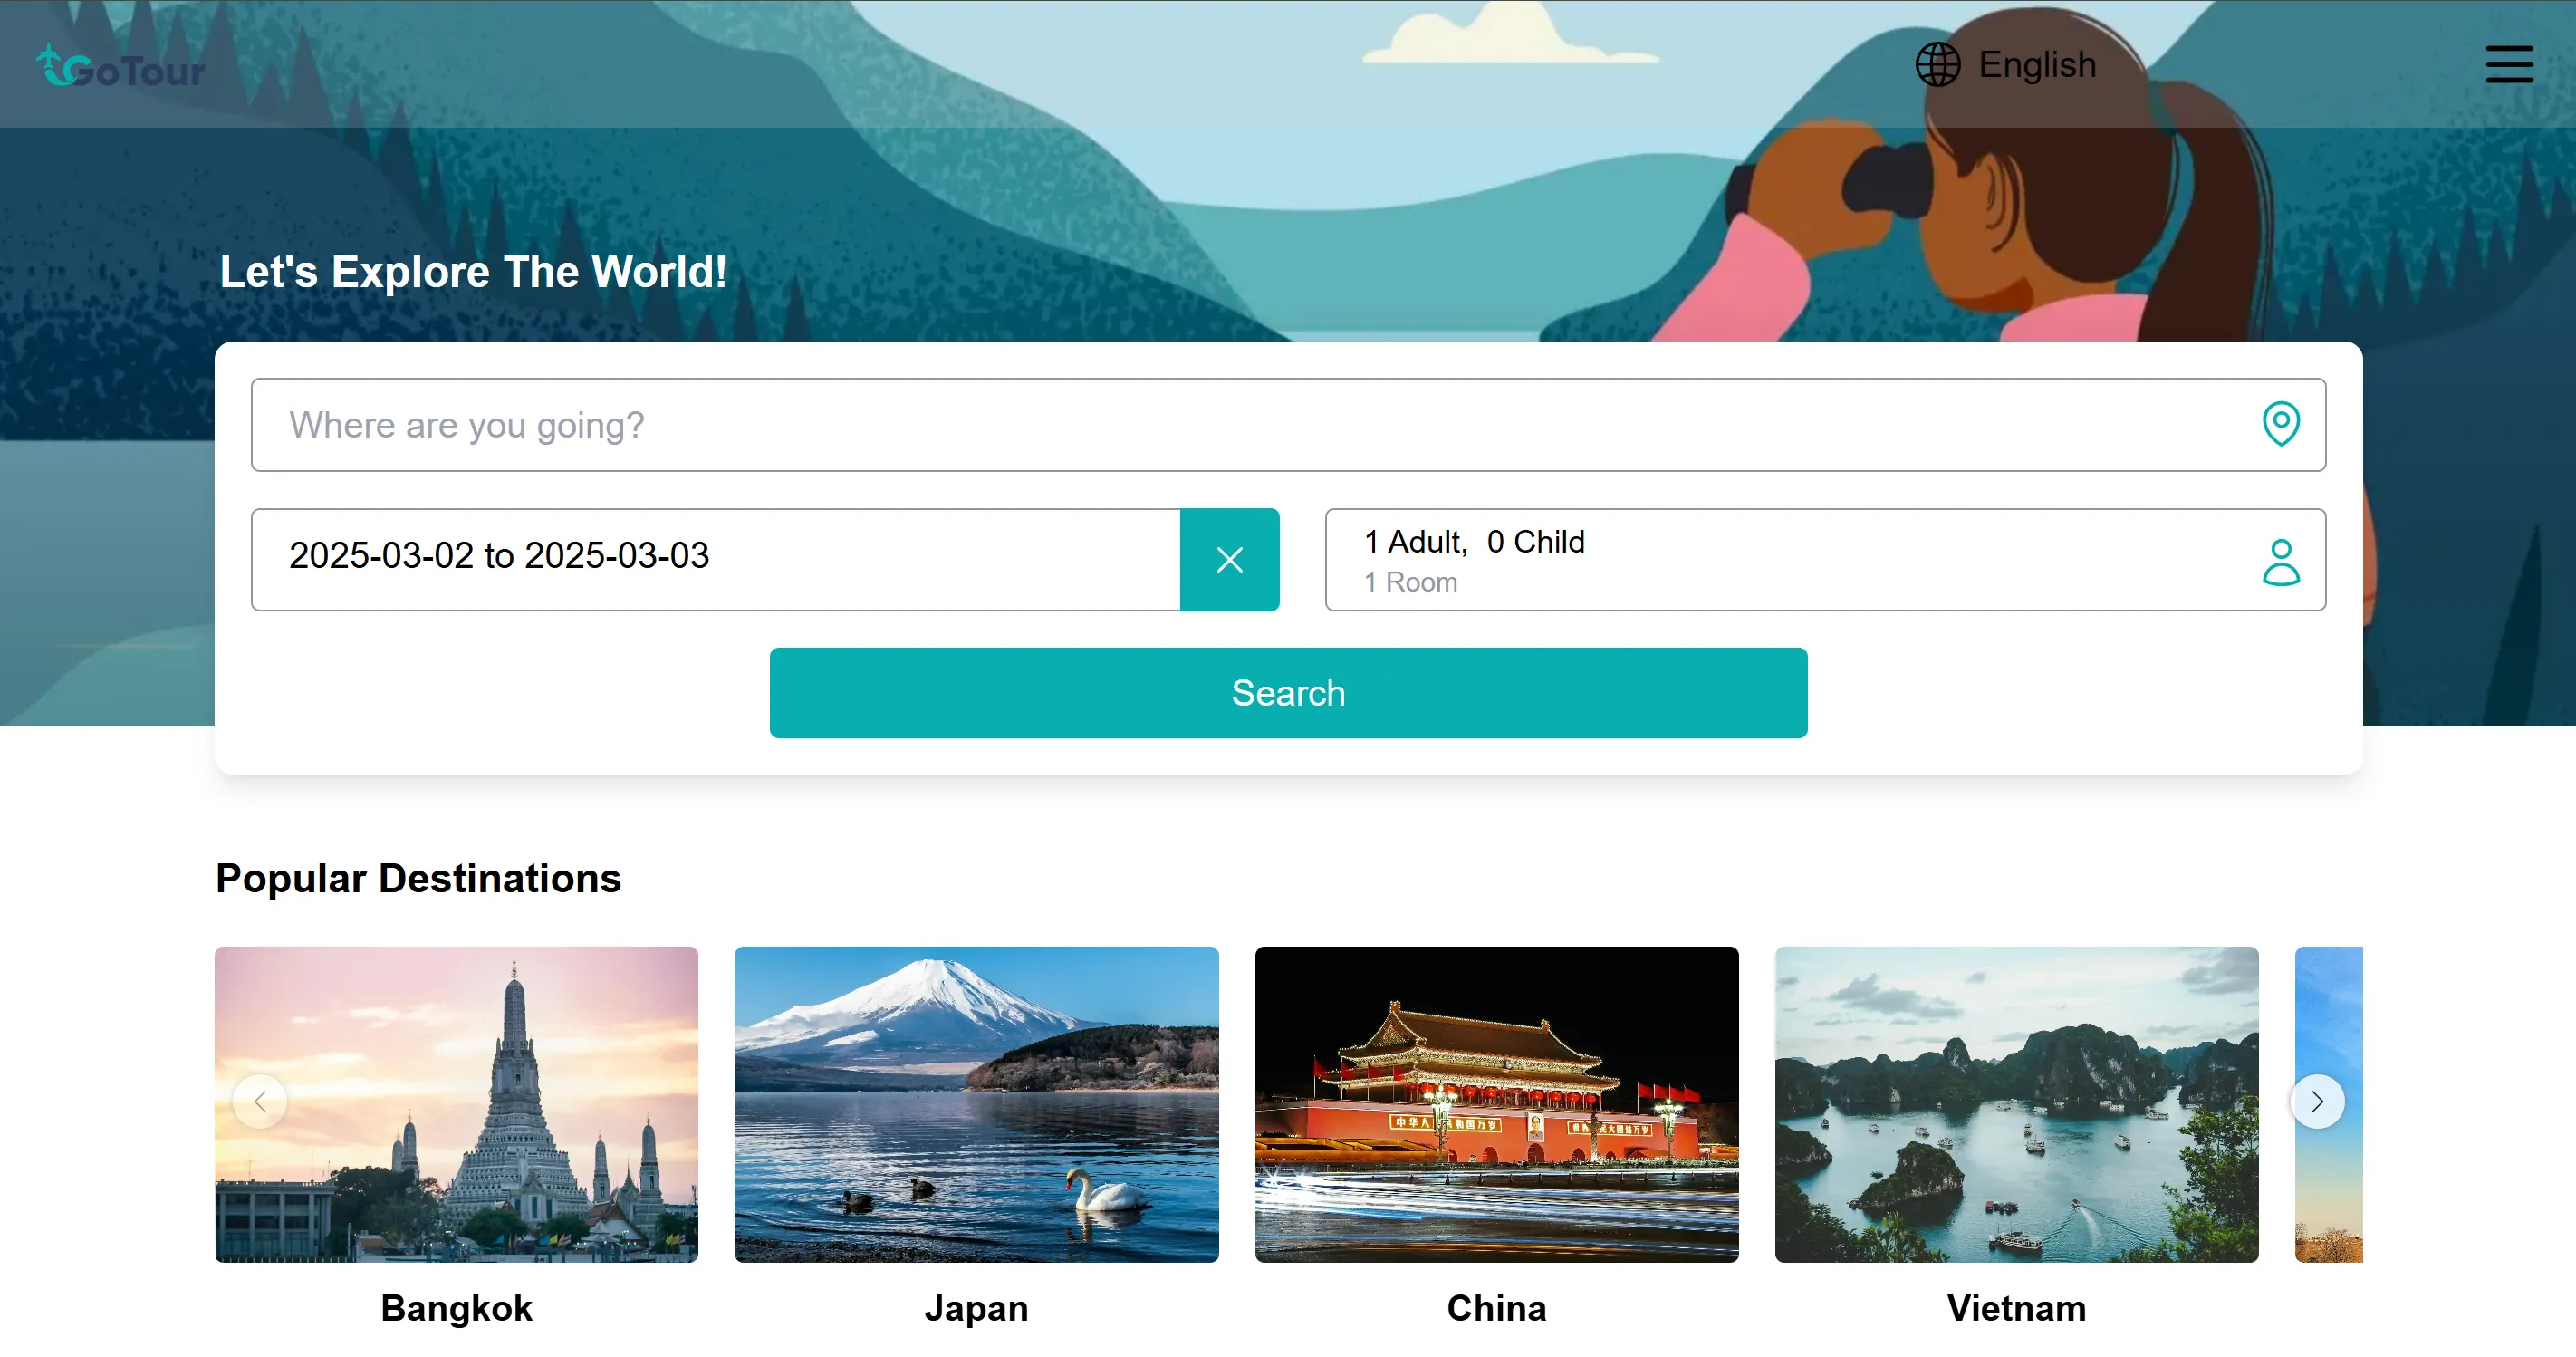 GoTour
English
Let's Explore The World!
Where are you going?
2025-03-02 to 2025-03-03
1 Adult, 0 Child
1 Room
Search
Popular Destinations
Bangkok
Japan
China
Vietnam